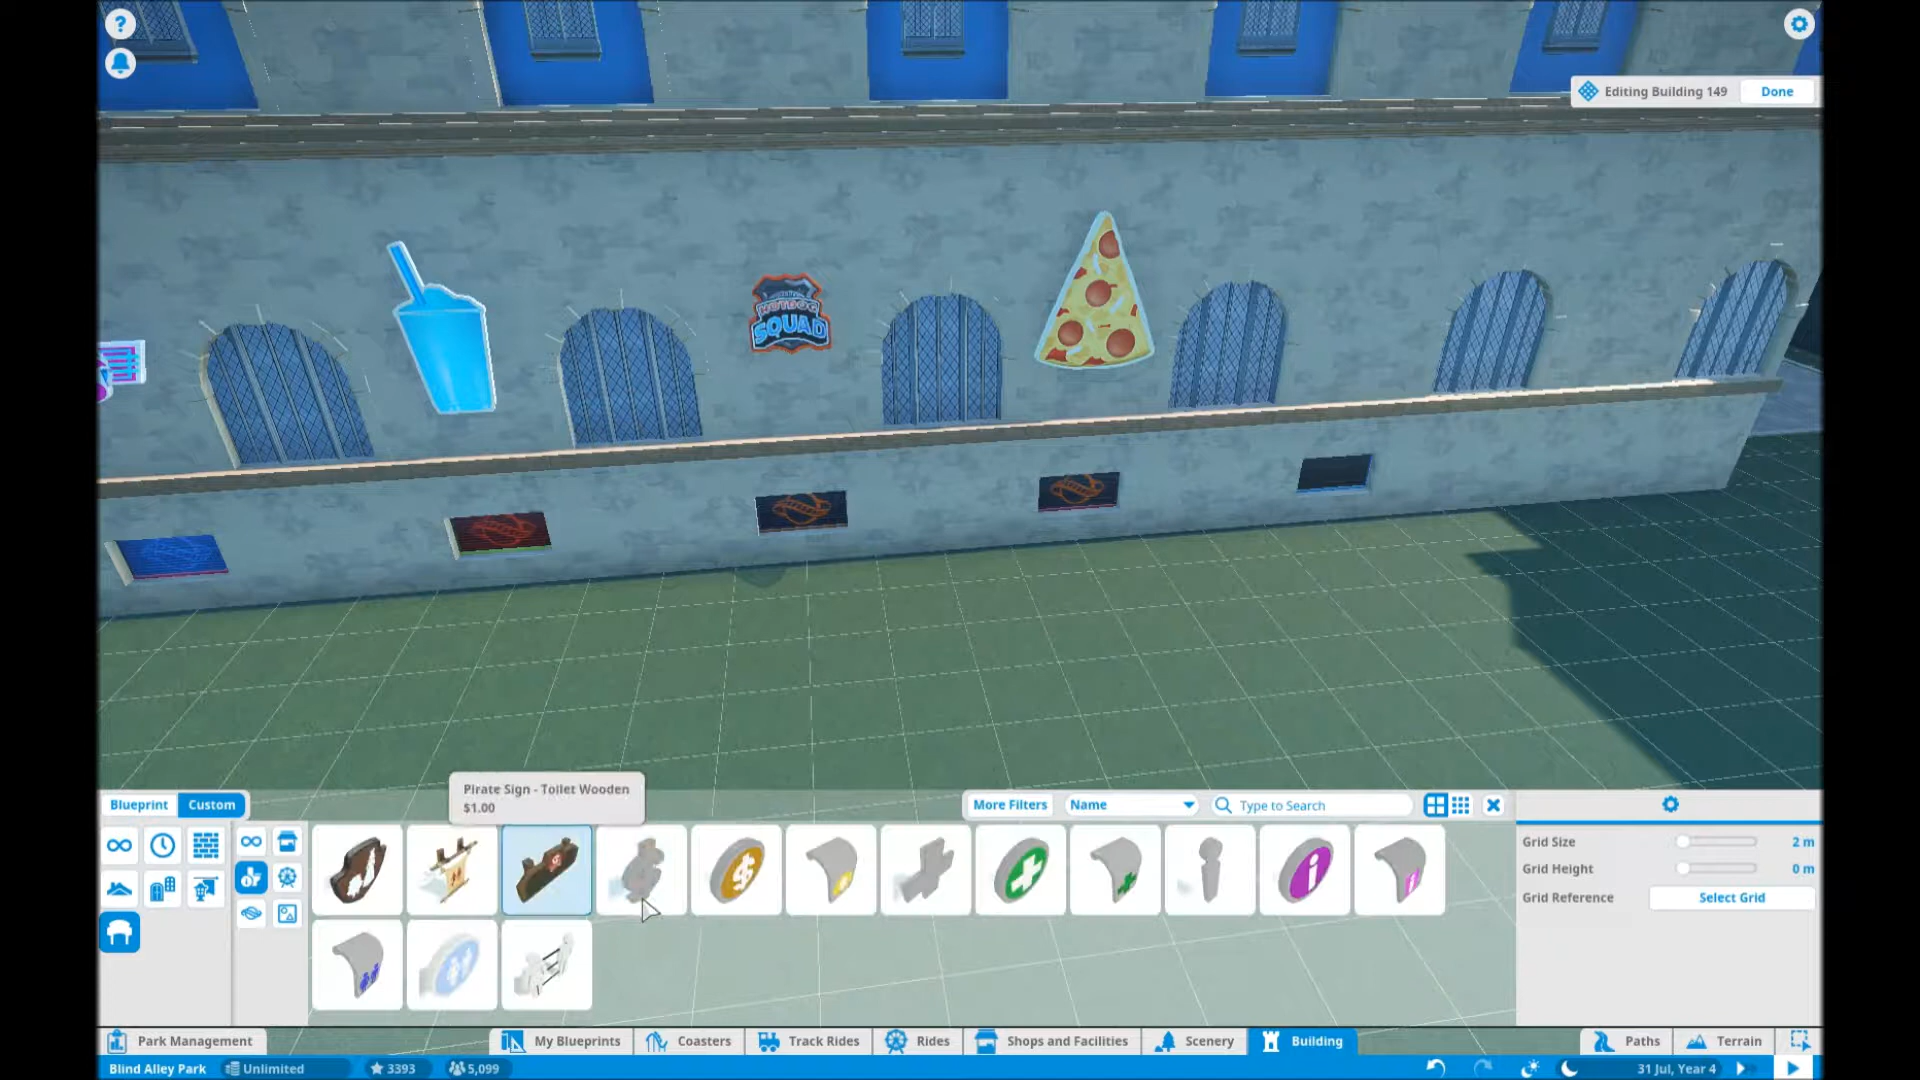 ?
Editing Building 149
Done
HOTDOG
SQUAD
Pirate Sign - Toilet Wooden
$1.00
Blueprint
Custom
More Filters
Name
Type to Search
Grid Size
2 m
Grid Height
0 m
Grid Reference
Select Grid
Park Management
My Blueprints
Coasters
Track Rides
Rides
Shops and Facilities
Scenery
Building
Paths
Terrain
Blind Alley Park
Unlimited
3393
5,099
31 Jul, Year 4